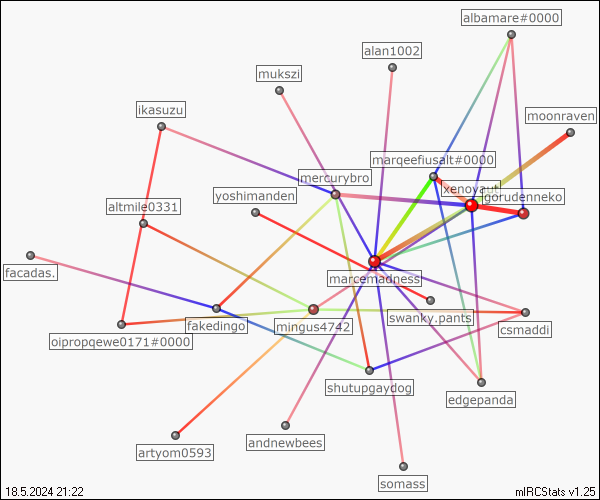 albamare#0000
alan1002
mukszi
ikasuzu
moonraven
marqeefiusalt#0000
mercurybro
gorudenneko
yoshimanden
altmile0331
facadas.
marcemadness
swanky.pants
fakedingo
mingus4742
csmaddi
oipropqewe0171#0000
shutupgaydog
edgepanda
andnewbees
artyom0593
somass
18.5.2024 21:22
mIRCStats v1.25